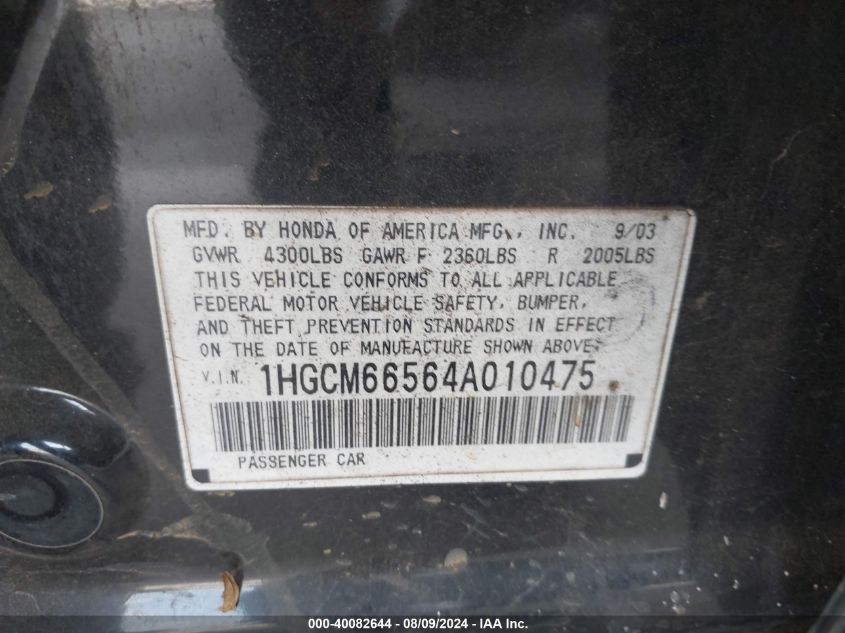 MFD. BY HONDA OF AMERICA MFG., INC. 9/03
GVWR 4300LBS GAWR F 2360LBS R 2005LBS
THIS VEHICLE CONFORMS TO ALL APPLICABLE
FEDERAL MOTOR VEHICLE SAFETY, BUMPER,
AND THEFT PREVENTION STANDARDS IN EFFECT
ON THE DATE OF MANUFACTURE SHOWN ABOVE.
V.I.N. 1HGCM66564A010475
PASSENGER CAR
000-40082644 - 08/09/2024 - IAA Inc.